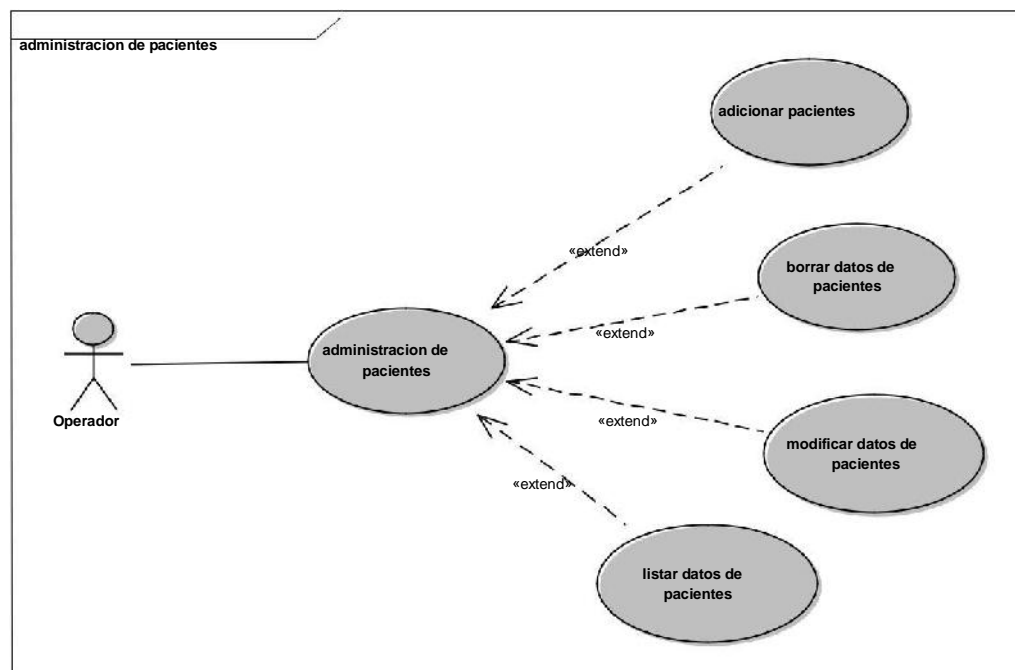 administracion de pacientes
adicionar pacientes
«extend»
borrar datos de
pacientes
«extend»
administracion de
pacientes
Operador
«extend»
modificar datos de
pacientes
«extend»
listar datos de
pacientes